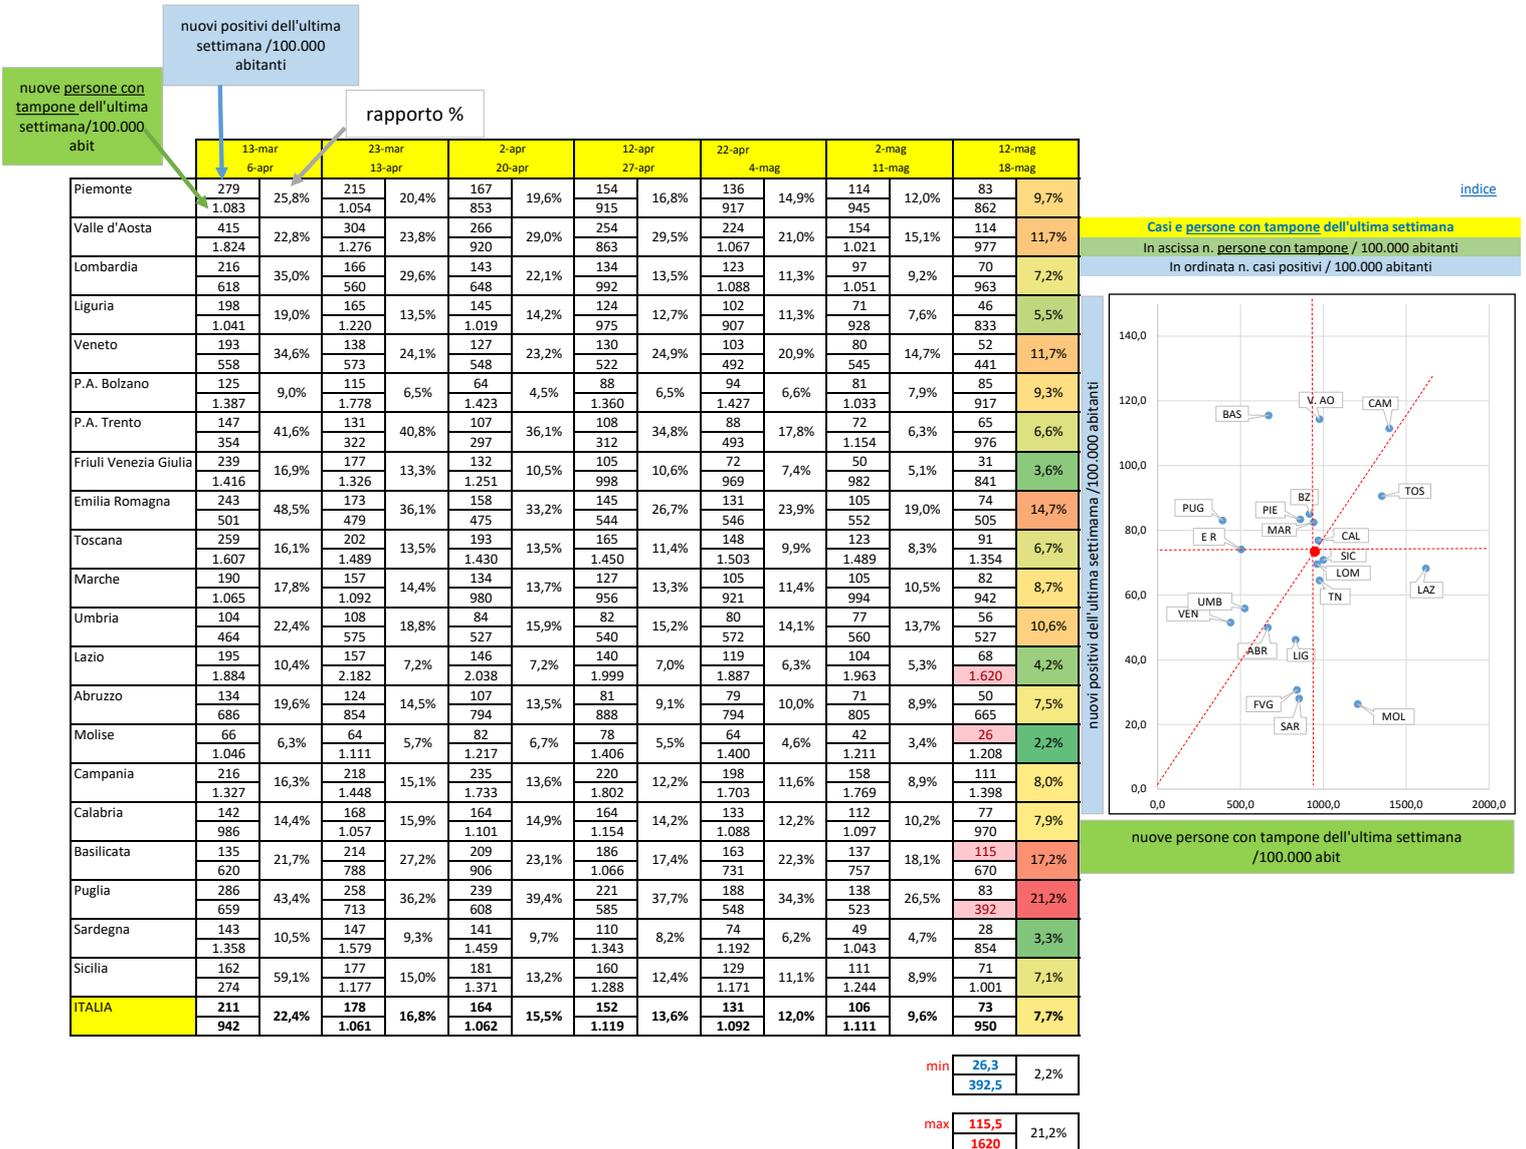 nuovi positivi dell'ultima
settimana /100.000
abitanti
nuove persone con
tampone dell'ultima
settimana/100.000
abit
rapporto %
13-mar 23-mar 2-apr 12-apr 22-apr 2-mag 12-mag
6-apr 13-apr 20-apr 27-apr 4-mag 11-mag 18-mag
Piemonte 279 25,8% 215 20,4% 167 19,6% 154 16,8% 136 14,9% 114 12,0% 83 9,7%
1.083 1.054 853 915 917 945 862
Valle d'Aosta 415 22,8% 304 23,8% 266 29,0% 254 29,5% 224 21,0% 154 15,1% 114 11,7%
1.824 1.276 920 863 1.067 1.021 977
Lombardia 216 35,0% 166 29,6% 143 22,1% 134 13,5% 123 11,3% 97 9,2% 70 7,2%
618 560 648 992 1.088 1.051 963
Liguria 198 19,0% 165 13,5% 145 14,2% 124 12,7% 102 11,3% 71 7,6% 46 5,5%
1.041 1.220 1.019 975 907 928 833
Veneto 193 34,6% 138 24,1% 127 23,2% 130 24,9% 103 20,9% 80 14,7% 52 11,7%
558 573 548 522 492 545 441
P.A. Bolzano 125 9,0% 115 6,5% 64 4,5% 88 6,5% 94 6,6% 81 7,9% 85 9,3%
1.387 1.778 1.423 1.360 1.427 1.033 917
P.A. Trento 147 41,6% 131 40,8% 107 36,1% 108 34,8% 88 17,8% 72 6,3% 65 6,6%
354 322 297 312 493 1.154 976
Friuli Venezia Giulia 239 16,9% 177 13,3% 132 10,5% 105 10,6% 72 7,4% 50 5,1% 31 3,6%
1.416 1.326 1.251 998 969 982 841
Emilia Romagna 243 48,5% 173 36,1% 158 33,2% 145 26,7% 131 23,9% 105 19,0% 74 14,7%
501 479 475 544 546 552 505
Toscana 259 16,1% 202 13,5% 193 13,5% 165 11,4% 148 9,9% 123 8,3% 91 6,7%
1.607 1.489 1.430 1.450 1.503 1.489 1.354
Marche 190 17,8% 157 14,4% 134 13,7% 127 13,3% 105 11,4% 105 10,5% 82 8,7%
1.065 1.092 980 956 921 994 942
Umbria 104 22,4% 108 18,8% 84 15,9% 82 15,2% 80 14,1% 77 13,7% 56 10,6%
464 575 527 540 572 560 527
Lazio 195 10,4% 157 7,2% 146 7,2% 140 7,0% 119 6,3% 104 5,3% 68 4,2%
1.884 2.182 2.038 1.999 1.887 1.963 1.620
Abruzzo 134 19,6% 124 14,5% 107 13,5% 81 9,1% 79 10,0% 71 8,9% 50 7,5%
686 854 794 888 794 805 665
Molise 66 6,3% 64 5,7% 82 6,7% 78 5,5% 64 4,6% 42 3,4% 26 2,2%
1.046 1.111 1.217 1.406 1.400 1.211 1.208
Campania 216 16,3% 218 15,1% 235 13,6% 220 12,2% 198 11,6% 158 8,9% 111 8,0%
1.327 1.448 1.733 1.802 1.703 1.769 1.398
Calabria 142 14,4% 168 15,9% 164 14,9% 164 14,2% 133 12,2% 112 10,2% 77 7,9%
986 1.057 1.101 1.154 1.088 1.097 970
Basilicata 135 21,7% 214 27,2% 209 23,1% 186 17,4% 163 22,3% 137 18,1% 115 17,2%
620 788 906 1.066 731 757 670
Puglia 286 43,4% 258 36,2% 239 39,4% 221 37,7% 188 34,3% 138 26,5% 83 21,2%
659 713 608 585 548 523 392
Sardegna 143 10,5% 147 9,3% 141 9,7% 110 8,2% 74 6,2% 49 4,7% 28 3,3%
1.358 1.579 1.459 1.343 1.192 1.043 854
Sicilia 162 59,1% 177 15,0% 181 13,2% 160 12,4% 129 11,1% 111 8,9% 71 7,1%
274 1.177 1.371 1.288 1.171 1.244 1.001
ITALIA 211 22,4% 178 16,8% 164 15,5% 152 13,6% 131 12,0% 106 9,6% 73 7,7%
942 1.061 1.062 1.119 1.092 1.111 950
min 26,3 2,2%
392,5
max 115,5 21,2%
1620
indice
Casi e persone con tampone dell'ultima settimana
In ascissa n. persone con tampone / 100.000 abitanti
In ordinata n. casi positivi / 100.000 abitanti
nuovi positivi dell'ultima settimamama /100.000 abitanti
140,0
120,0
100,0
80,0
60,0
40,0
20,0
0,0
BAS
V. AO
CAM
TOS
BZ
PUG
PIE
MAR
E R
CAL
SIC
LOM
TN
LAZ
UMB
VEN
ABR
LIG
FVG
SAR
MOL
0,0 500,0 1000,0 1500,0 2000,0
nuove persone con tampone dell'ultima settimana
/100.000 abit